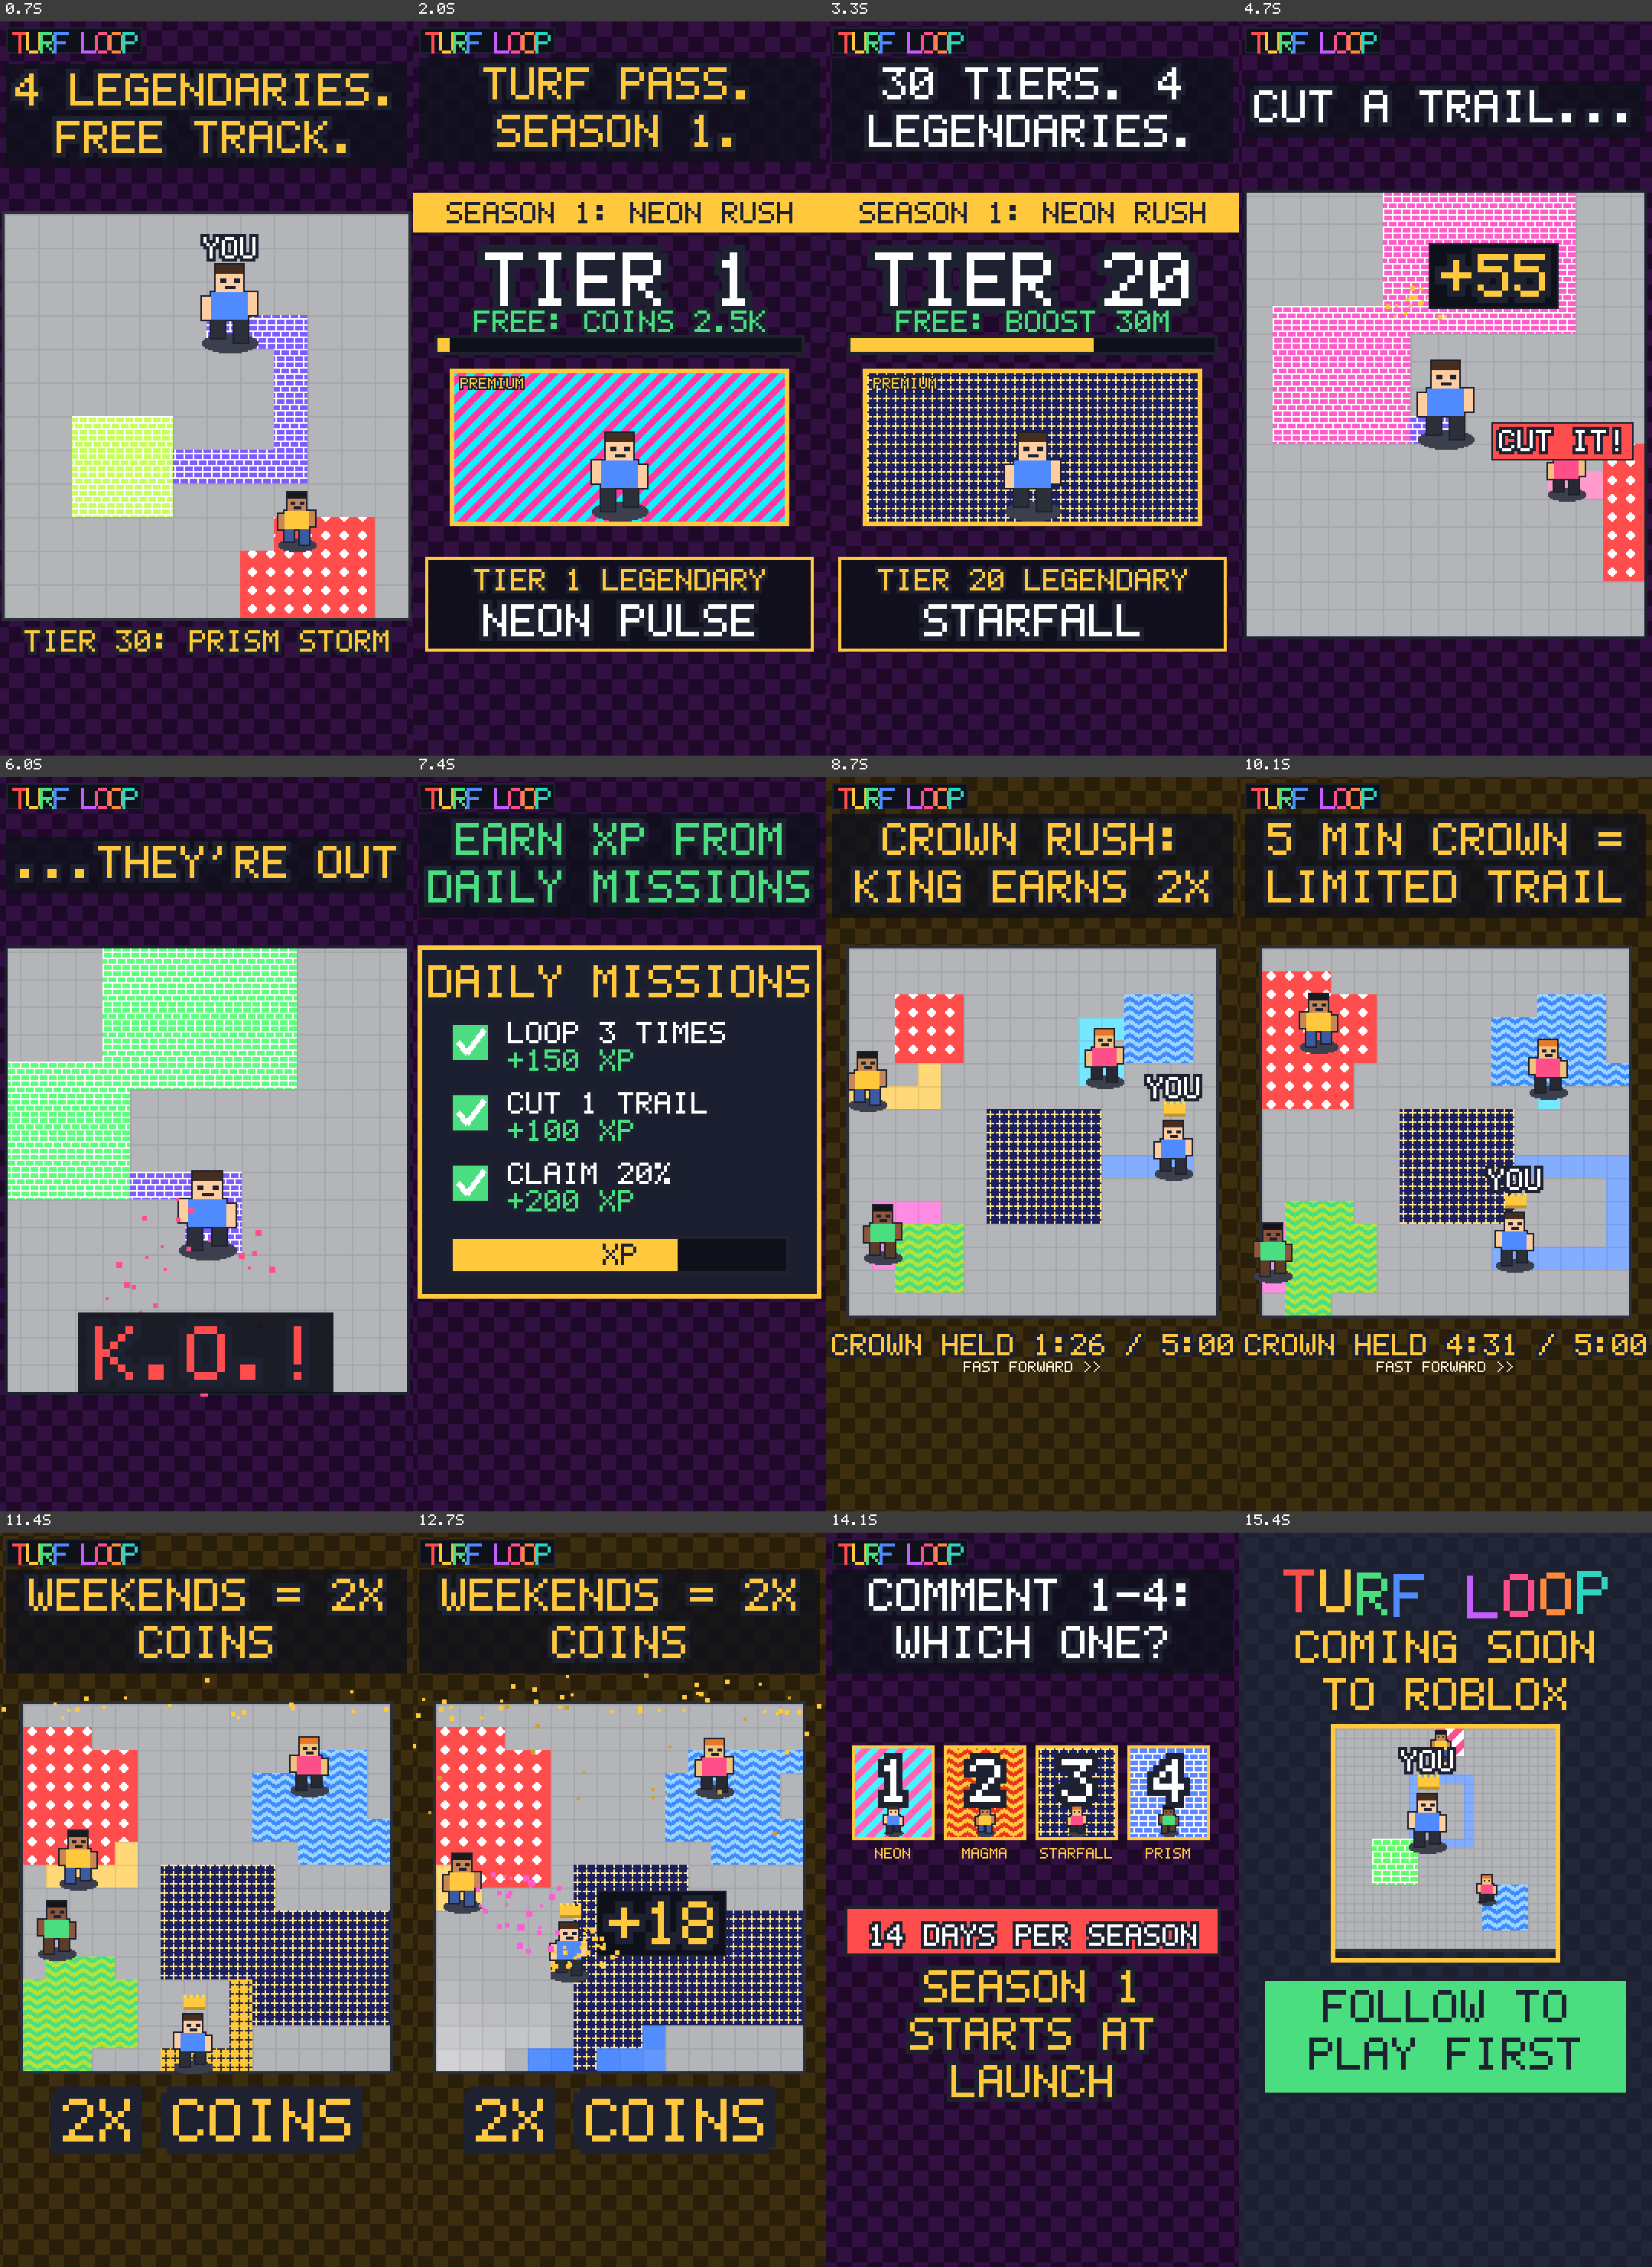 0.7S
TURF LOOP
4 LEGENDARIES.
FREE TRACK.
YOU
TIER 30: PRISM STORM
2.0S
TURF LOOP
TURF PASS.
SEASON 1.
SEASON 1: NEON RUSH
TIER 1
FREE: COINS 2.5K
PREMIUM
TIER 1 LEGENDARY
NEON PULSE
3.3S
TURF LOOP
30 TIERS. 4
LEGENDARIES.
SEASON 1: NEON RUSH
TIER 20
FREE: BOOST 30M
PREMIUM
TIER 20 LEGENDARY
STARFALL
4.7S
TURF LOOP
CUT A TRAIL...
+55
CUT IT!
6.0S
TURF LOOP
...THEY'RE OUT
K.O.!
7.4S
TURF LOOP
EARN XP FROM
DAILY MISSIONS
DAILY MISSIONS
LOOP 3 TIMES
+150 XP
CUT 1 TRAIL
+100 XP
CLAIM 20%
+200 XP
XP
8.7S
TURF LOOP
CROWN RUSH:
KING EARNS 2X
YOU
CROWN HELD 1:26 / 5:00
FAST FORWARD >>
10.1S
TURF LOOP
5 MIN CROWN =
LIMITED TRAIL
YOU
CROWN HELD 4:31 / 5:00
FAST FORWARD >>
11.4S
TURF LOOP
WEEKENDS = 2X
COINS
2X COINS
12.7S
TURF LOOP
WEEKENDS = 2X
COINS
+18
2X COINS
14.1S
TURF LOOP
COMMENT 1-4:
WHICH ONE?
1 2 3 4
NEON MAGMA STARFALL PRISM
14 DAYS PER SEASON
SEASON 1
STARTS AT
LAUNCH
15.4S
TURF LOOP
COMING SOON
TO ROBLOX
YOU
FOLLOW TO
PLAY FIRST